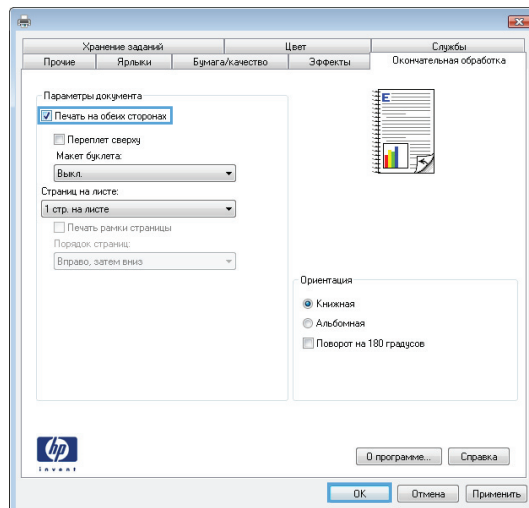 Хранение заданий
Цвет
Службы
Прочие
Ярлыки
Бумага/качество
Эффекты
Окончательная обработка
Параметры документа
Печать на обеих сторонах
Переплет сверху
Макет буклета:
Выкл.
Страниц на листе:
1 стр. на листе
Печать рамки страницы
Порядок страниц:
Вправо, затем вниз
E
Ориентация
Книжная
Альбомная
Поворот на 180 градусов
hp
invent
О программе...
Справка
OK
Отмена
Применить